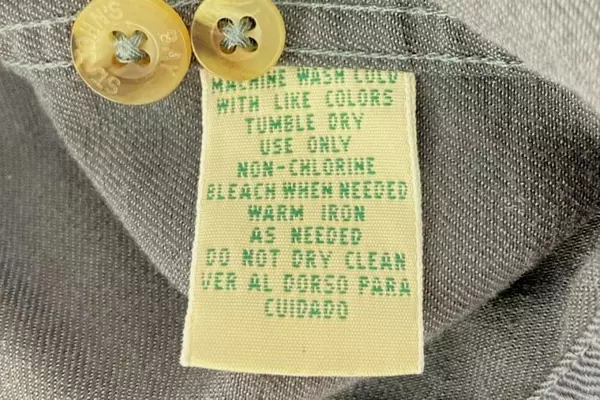 MACHINE WASH COLD
WITH LIKE COLORS
TUMBLE DRY
USE ONLY
NON-CHLORINE
BLEACH WHEN NEEDED
WARM IRON
AS NEEDED
DO NOT DRY CLEAN
VER AL DORSO PARA
CUIDADO